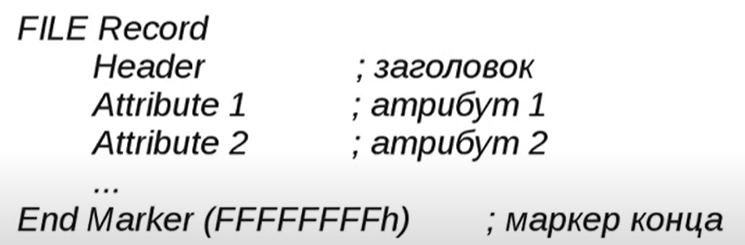 FILE Record
Header ; заголовок
Attribute 1 ; атрибут 1
Attribute 2 ; атрибут 2
...
End Marker (FFFFFFFFh) ; маркер конца